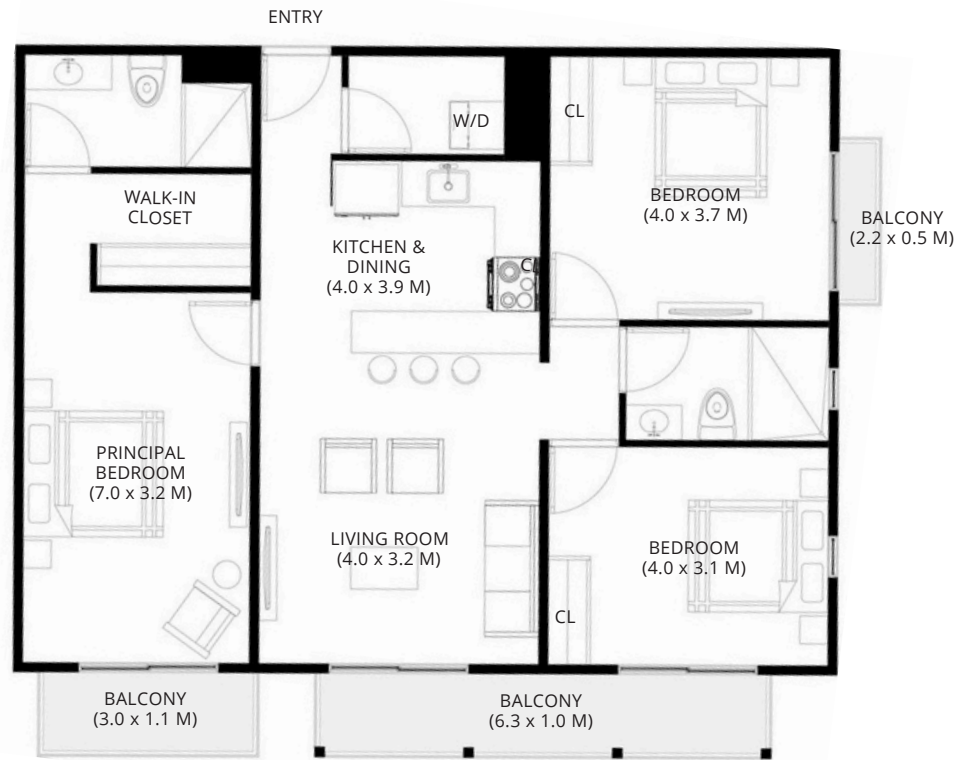 ENTRY
W/D
CL
WALK-IN
CLOSET
BEDROOM
(4.0 x 3.7 M)
BALCONY
(2.2 x 0.5 M)
KITCHEN &
DINING
(4.0 x 3.9 M)
CL
PRINCIPAL
BEDROOM
(7.0 x 3.2 M)
LIVING ROOM
(4.0 x 3.2 M)
BEDROOM
(4.0 x 3.1 M)
CL
BALCONY
(3.0 x 1.1 M)
BALCONY
(6.3 x 1.0 M)